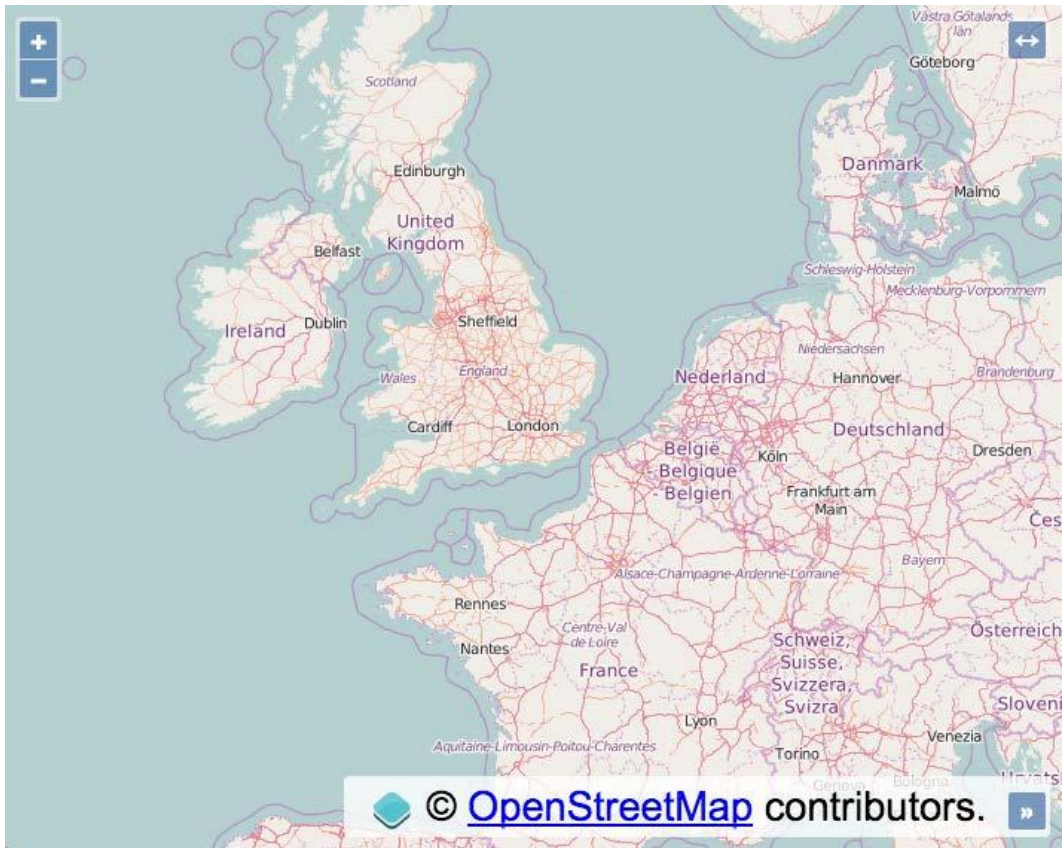 +
−
↔
Västra Götalands
län
Göteborg
Scotland
Edinburgh
Danmark
Malmö
United
Kingdom
Belfast
Schleswig-Holstein
Mecklenburg-Vorpommern
Ireland
Dublin
Sheffield
Niedersachsen
Wales
England
Nederland
Hannover
Brandenburg
Cardiff
London
Deutschland
België
- Belgique
- Belgien
Köln
Dresden
Frankfurt am
Main
Čes
Bayern
Alsace-Champagne-Ardenne-Lorraine
Rennes
Centre-Val
de Loire
Nantes
France
Schweiz,
Suisse,
Svizzera,
Svizra
Österreich
Sloveni
Lyon
Venezia
Aquitaine-Limousin-Poitou-Charentes
Torino
Genova
Bologna
Hrvats
© OpenStreetMap contributors.
»